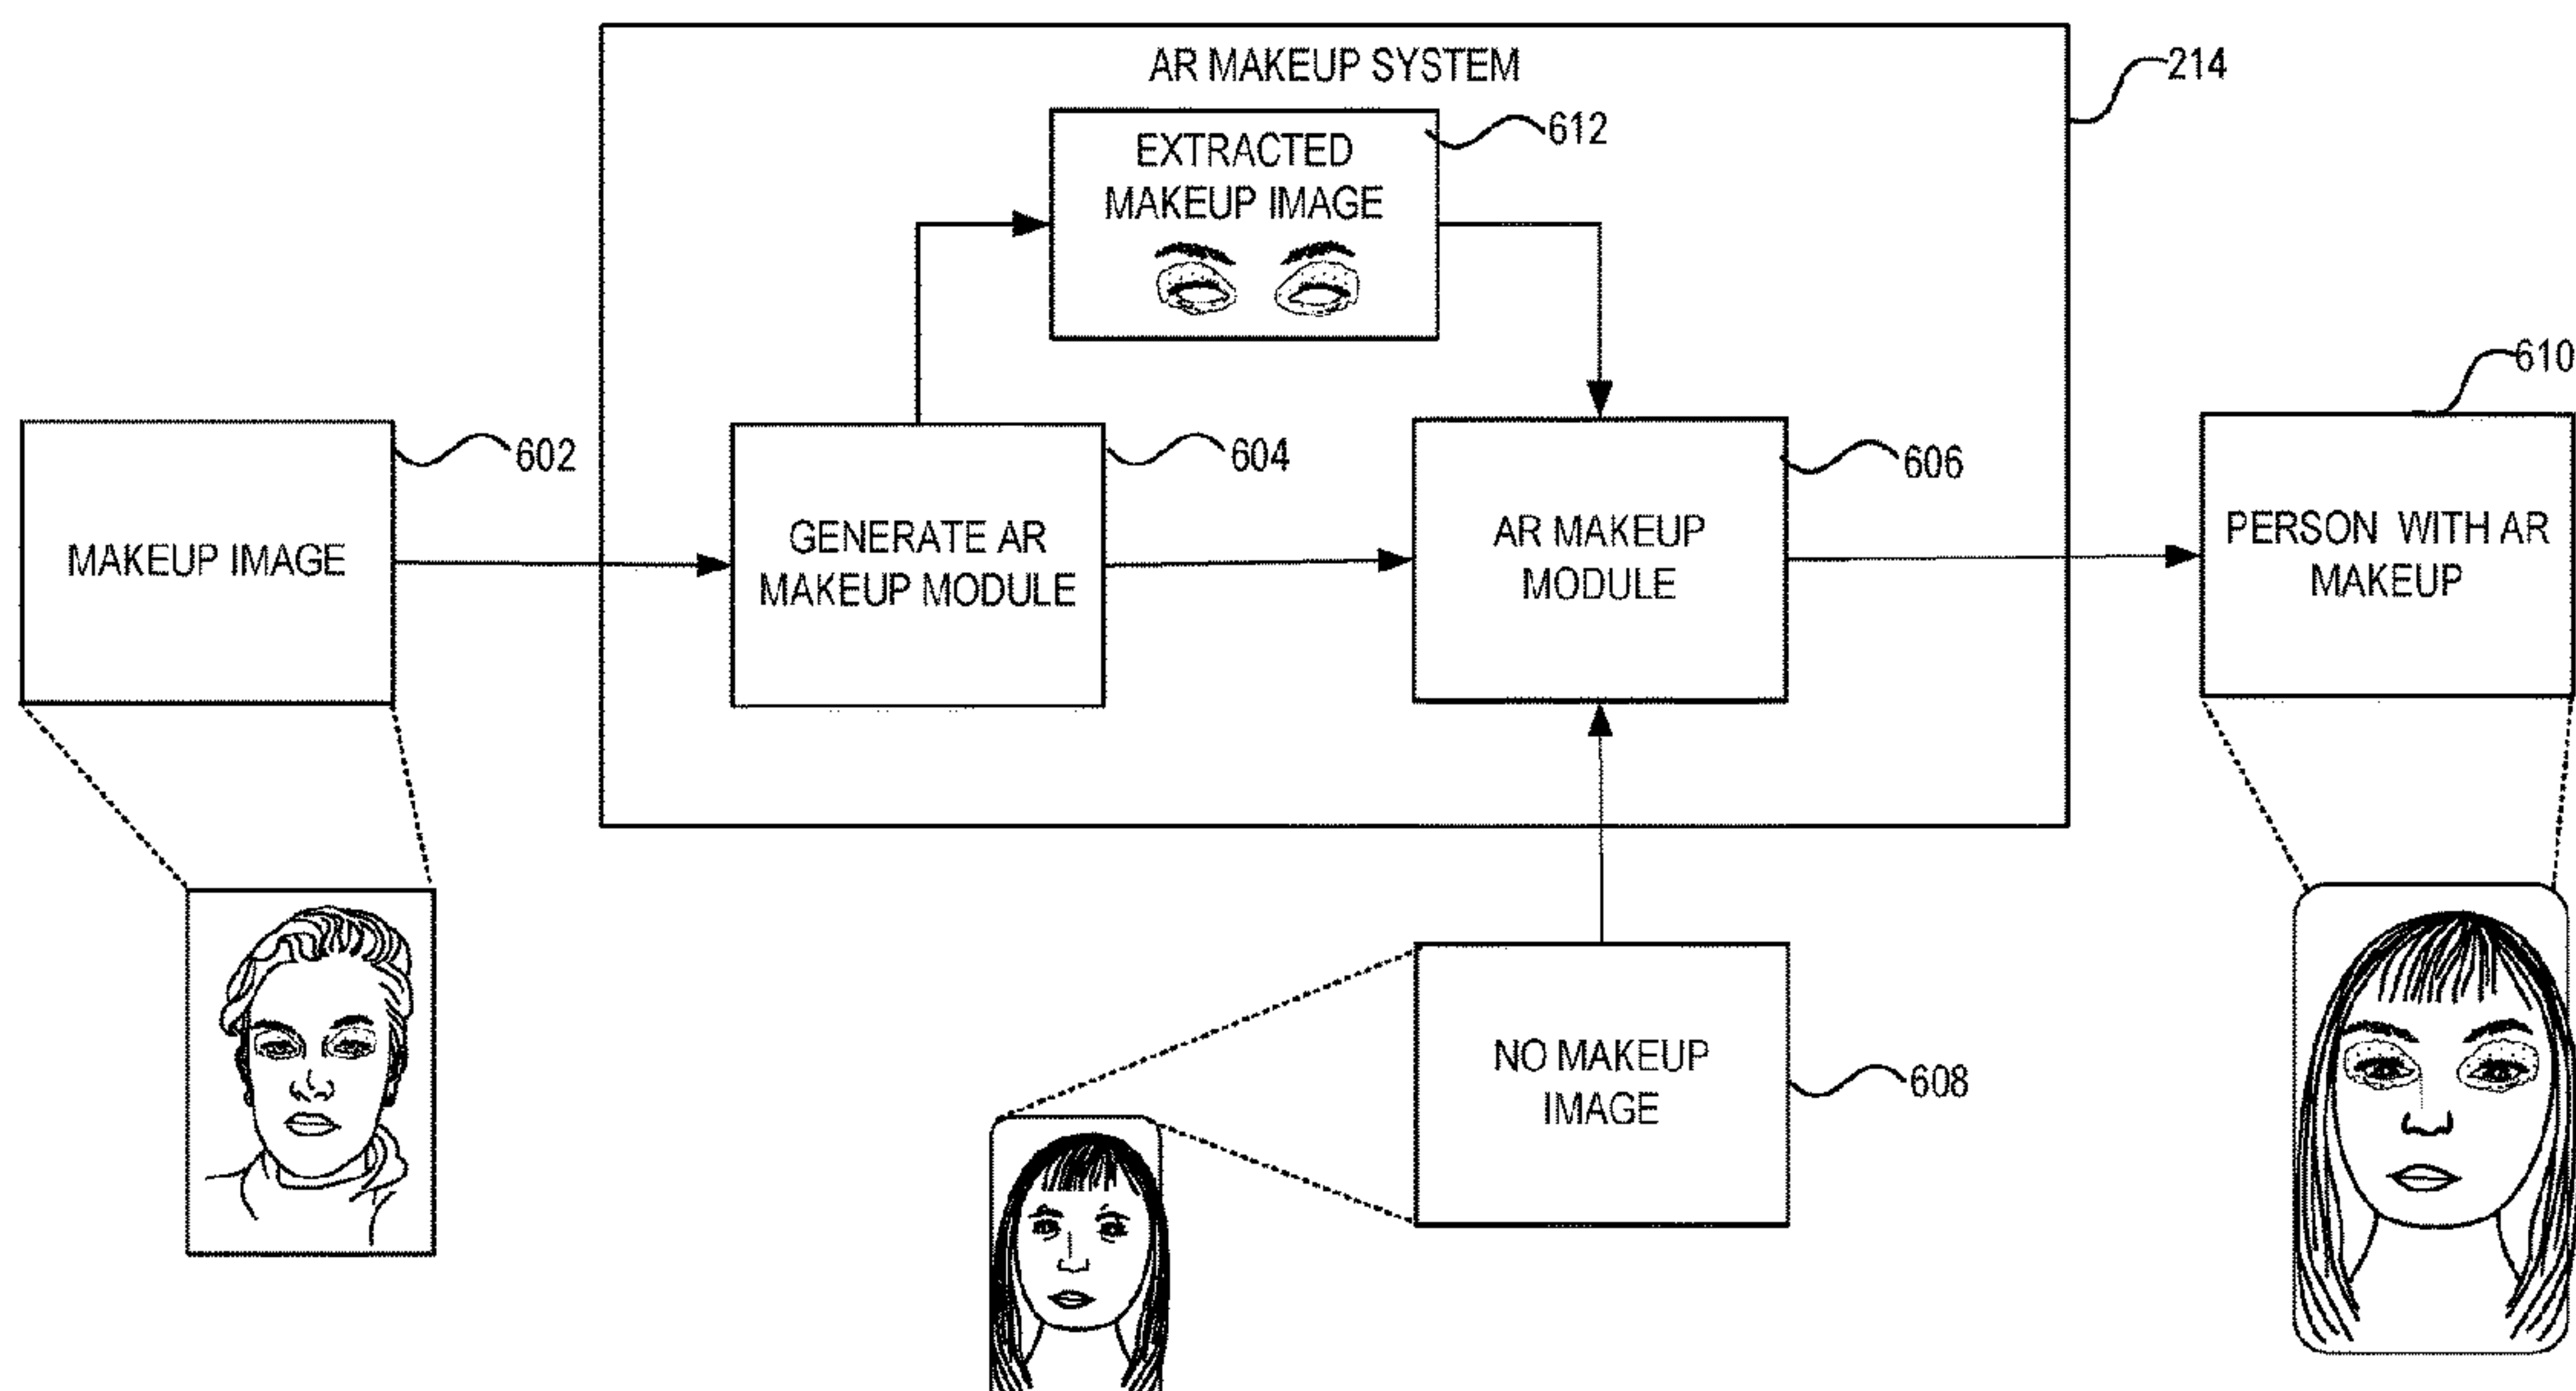 AR MAKEUP SYSTEM
214
EXTRACTED
MAKEUP IMAGE
612
610
MAKEUP IMAGE
602
GENERATE AR
MAKEUP MODULE
604
AR MAKEUP
MODULE
606
PERSON WITH AR
MAKEUP
NO MAKEUP
IMAGE
608